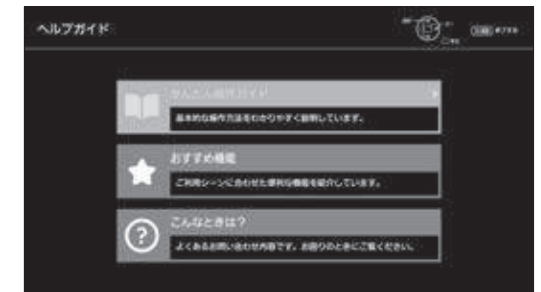 ヘルプガイド
かんたん操作ガイド
基本的な操作方法をわかりやすく説明しています。
おすすめ機能
ご利用シーンに合わせた便利な機能を紹介しています。
こんなときは?
よくあるお問い合わせ内容です。お困りのときにご覧ください。